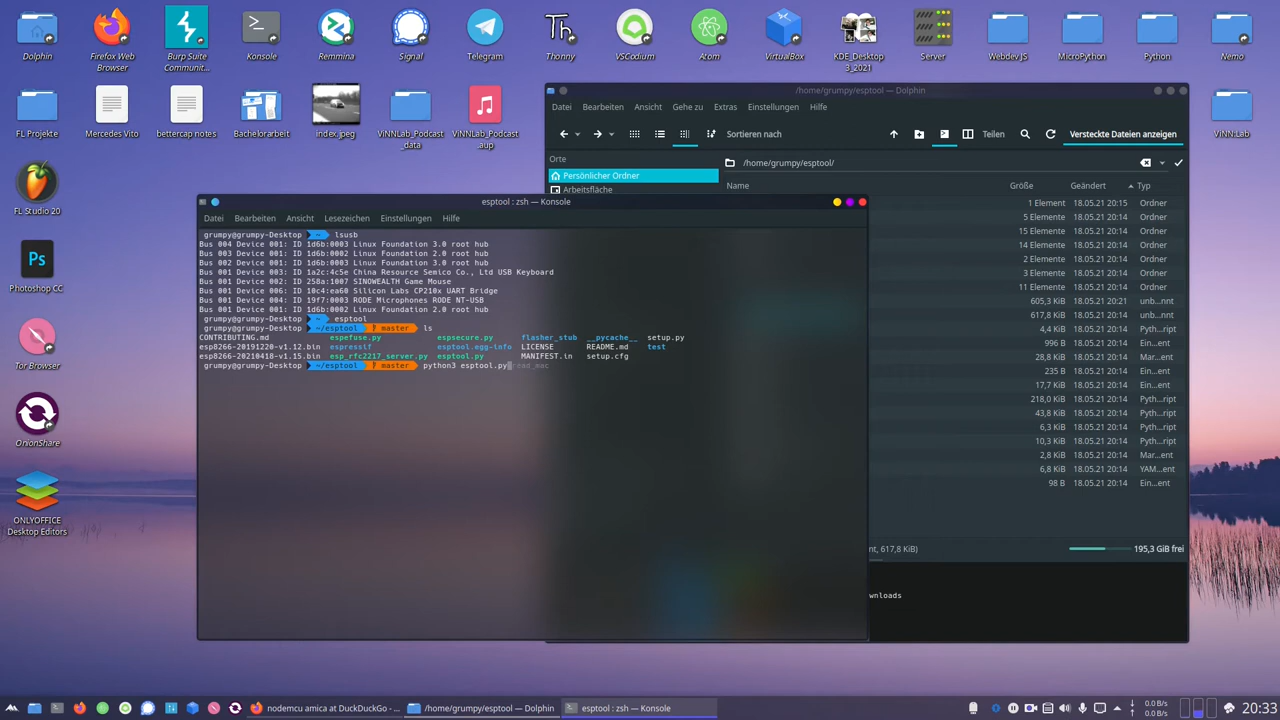 Dolphin
Firefox Web
Browser
Burp Suite
Communit...
Konsole
Remmina
Signal
Telegram
Thonny
VSCodium
Atom
VirtualBox
KDE_Desktop
3_2021
Server
Webdev JS
MicroPython
Python
Nemo
FL Projekte
Mercedes Vito
bettercap notes
Bachelorarbeit
index.jpeg
ViNNLab_Podcast
_data
ViNNLab_Podcast
.aup
ViNN:Lab
FL Studio 20
Ps
Photoshop CC
Tor Browser
OnionShare
ONLYOFFICE
Desktop Editors
/home/grumpy/esptool — Dolphin
Datei Bearbeiten Ansicht Gehe zu Extras Einstellungen Hilfe
Sortieren nach Teilen Versteckte Dateien anzeigen
Orte
Persönlicher Ordner
Arbeitsfläche
/home/grumpy/esptool/
Name Größe Geändert Typ
1 Element 18.05.21 20:15 Ordner
5 Elemente 18.05.21 20:14 Ordner
15 Elemente 18.05.21 20:14 Ordner
14 Elemente 18.05.21 20:14 Ordner
2 Elemente 18.05.21 20:14 Ordner
3 Elemente 18.05.21 20:14 Ordner
11 Elemente 18.05.21 20:14 Ordner
605,3 KiB 18.05.21 20:21 unb...nnt
617,8 KiB 18.05.21 20:19 unb...nnt
4,4 KiB 18.05.21 20:14 Pyth...ript
996 B 18.05.21 20:14 Ein...ent
28,8 KiB 18.05.21 20:14 Pyth...ript
235 B 18.05.21 20:14 Ein...ent
17,7 KiB 18.05.21 20:14 Ein...ent
218,0 KiB 18.05.21 20:14 Pyth...ript
43,8 KiB 18.05.21 20:14 Pyth...ript
6,3 KiB 18.05.21 20:14 Pyth...ript
10,3 KiB 18.05.21 20:14 Pyth...ript
2,8 KiB 18.05.21 20:14 Mar...ent
6,8 KiB 18.05.21 20:14 YAM...ent
98 B 18.05.21 20:14 Ein...ent
nt, 617,8 KiB) 195,3 GiB frei
wnloads
esptool : zsh — Konsole
Datei Bearbeiten Ansicht Lesezeichen Einstellungen Hilfe
grumpy@grumpy-Desktop ~ lsusb
Bus 004 Device 001: ID 1d6b:0003 Linux Foundation 3.0 root hub
Bus 003 Device 001: ID 1d6b:0002 Linux Foundation 2.0 root hub
Bus 002 Device 001: ID 1d6b:0003 Linux Foundation 3.0 root hub
Bus 001 Device 003: ID 1a2c:4c5e China Resource Semico Co., Ltd USB Keyboard
Bus 001 Device 002: ID 258a:1007 SINOWEALTH Game Mouse
Bus 001 Device 006: ID 10c4:ea60 Silicon Labs CP210x UART Bridge
Bus 001 Device 004: ID 19f7:0003 RODE Microphones RODE NT-USB
Bus 001 Device 001: ID 1d6b:0002 Linux Foundation 2.0 root hub
grumpy@grumpy-Desktop ~ esptool
grumpy@grumpy-Desktop ~/esptool master ls
CONTRIBUTING.md espefuse.py espsecure.py flasher_stub __pycache__ setup.py
esp8266-20191220-v1.12.bin espressif esptool.egg-info LICENSE README.md test
esp8266-20210418-v1.15.bin esp_rfc2217_server.py esptool.py MANIFEST.in setup.cfg
grumpy@grumpy-Desktop ~/esptool master python3 esptool.py read_mac
nodemcu amica at DuckDuckGo - ... /home/grumpy/esptool — Dolphin esptool : zsh — Konsole
0.0 B/s
0.0 B/s
20:33